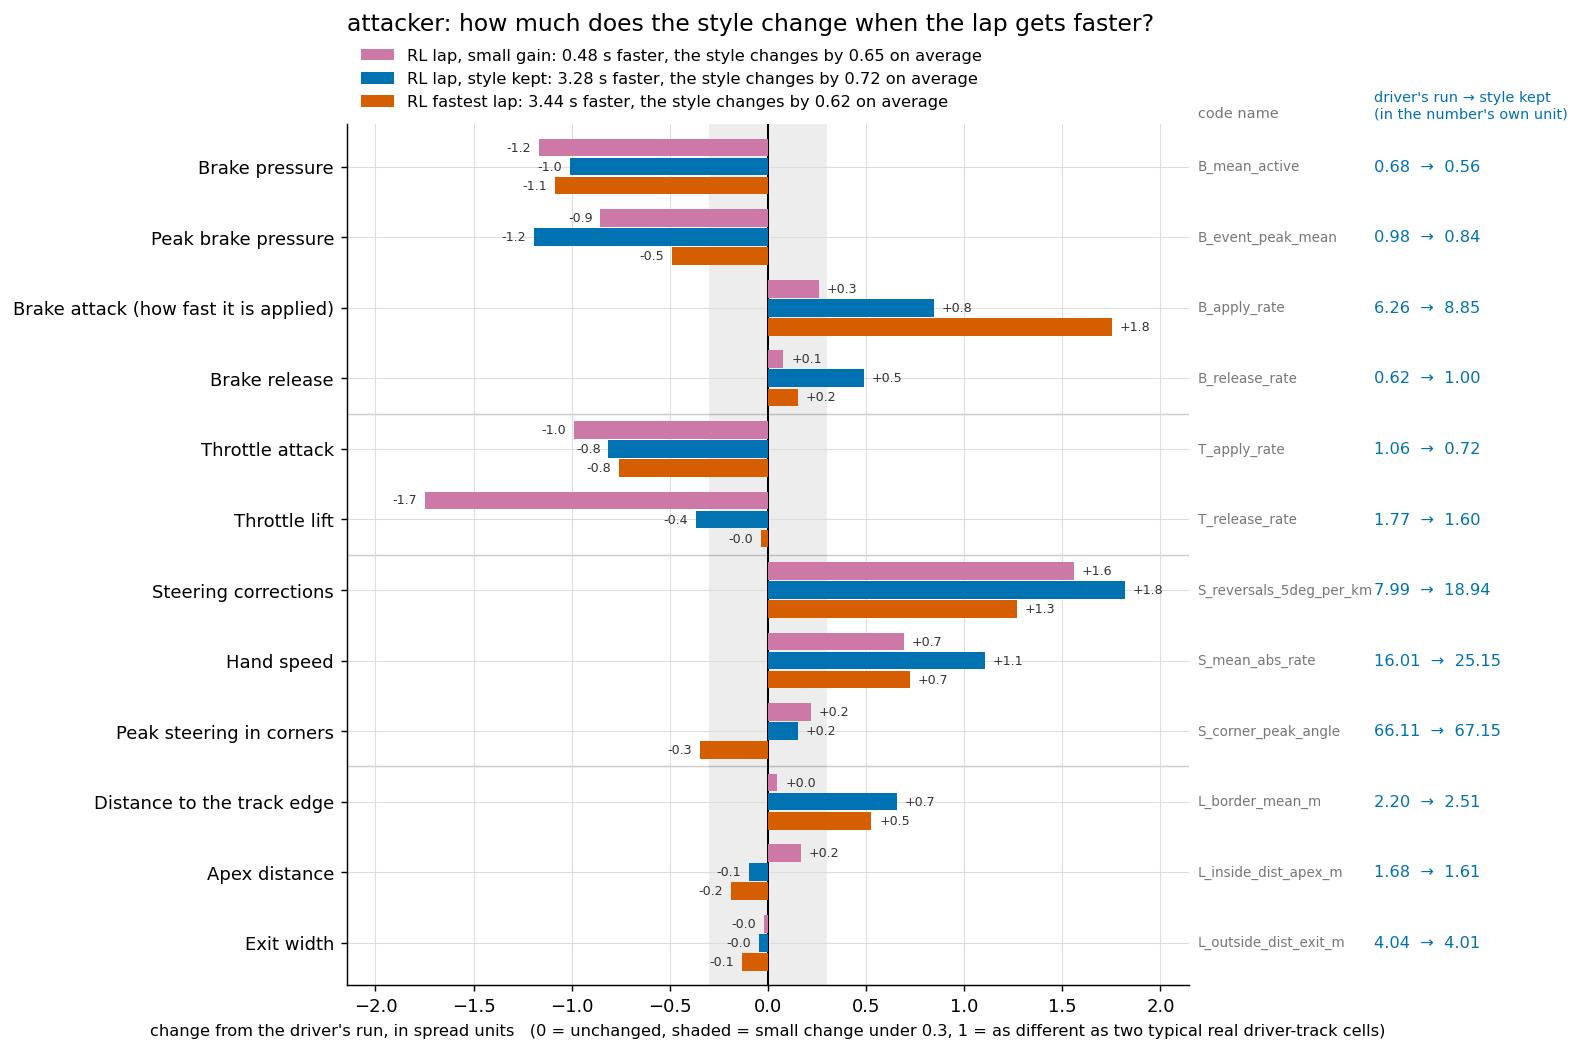 attacker: how much does the style change when the lap gets faster?
RL lap, small gain: 0.48 s faster, the style changes by 0.65 on average
RL lap, style kept: 3.28 s faster, the style changes by 0.72 on average
RL fastest lap: 3.44 s faster, the style changes by 0.62 on average
code name
driver's run → style kept
(in the number's own unit)
Brake pressure
-1.2
-1.0
-1.1
B_mean_active
0.68 → 0.56
Peak brake pressure
-0.9
-1.2
-0.5
B_event_peak_mean
0.98 → 0.84
Brake attack (how fast it is applied)
+0.3
+0.8
+1.8
B_apply_rate
6.26 → 8.85
Brake release
+0.1
+0.5
+0.2
B_release_rate
0.62 → 1.00
Throttle attack
-1.0
-0.8
-0.8
T_apply_rate
1.06 → 0.72
Throttle lift
-1.7
-0.4
-0.0
T_release_rate
1.77 → 1.60
Steering corrections
+1.6
+1.8
+1.3
S_reversals_5deg_per_km
7.99 → 18.94
Hand speed
+0.7
+1.1
+0.7
S_mean_abs_rate
16.01 → 25.15
Peak steering in corners
+0.2
+0.2
-0.3
S_corner_peak_angle
66.11 → 67.15
Distance to the track edge
+0.0
+0.7
+0.5
L_border_mean_m
2.20 → 2.51
Apex distance
+0.2
-0.1
-0.2
L_inside_dist_apex_m
1.68 → 1.61
Exit width
-0.0
-0.0
-0.1
L_outside_dist_exit_m
4.04 → 4.01
−2.0 −1.5 −1.0 −0.5 0.0 0.5 1.0 1.5 2.0
change from the driver's run, in spread units (0 = unchanged, shaded = small change under 0.3, 1 = as different as two typical real driver-track cells)